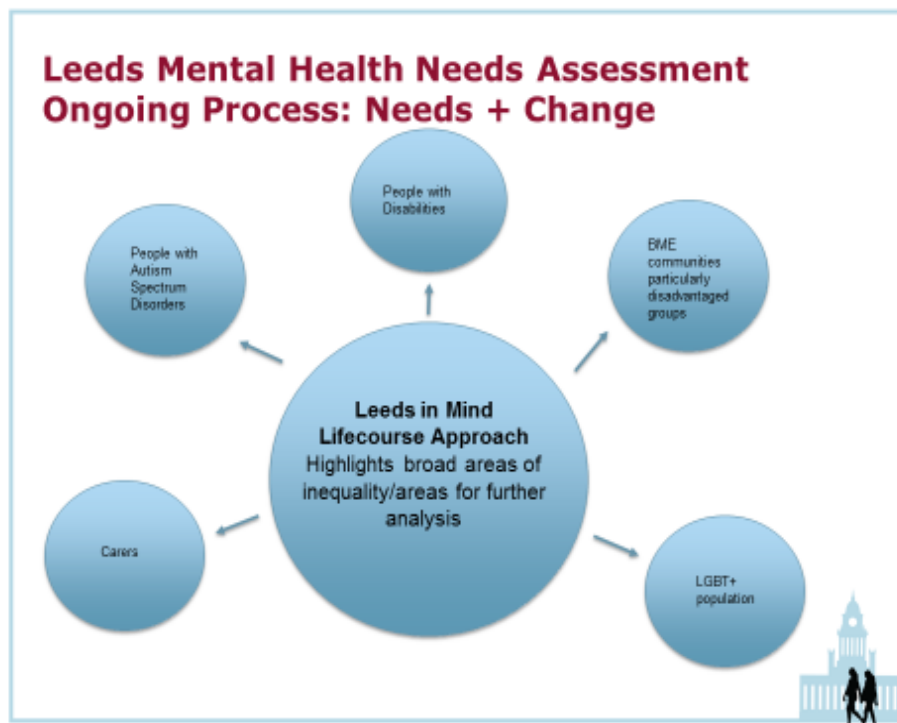 Leeds Mental Health Needs Assessment
Ongoing Process: Needs + Change
People with
Disabilities
People with
Autism
Spectrum
Disorders
BME
communities
particularly
disadvantaged
groups
Leeds in Mind
Lifecourse Approach
Highlights broad areas of
inequality/areas for further
analysis
Carers
LGBT+
population